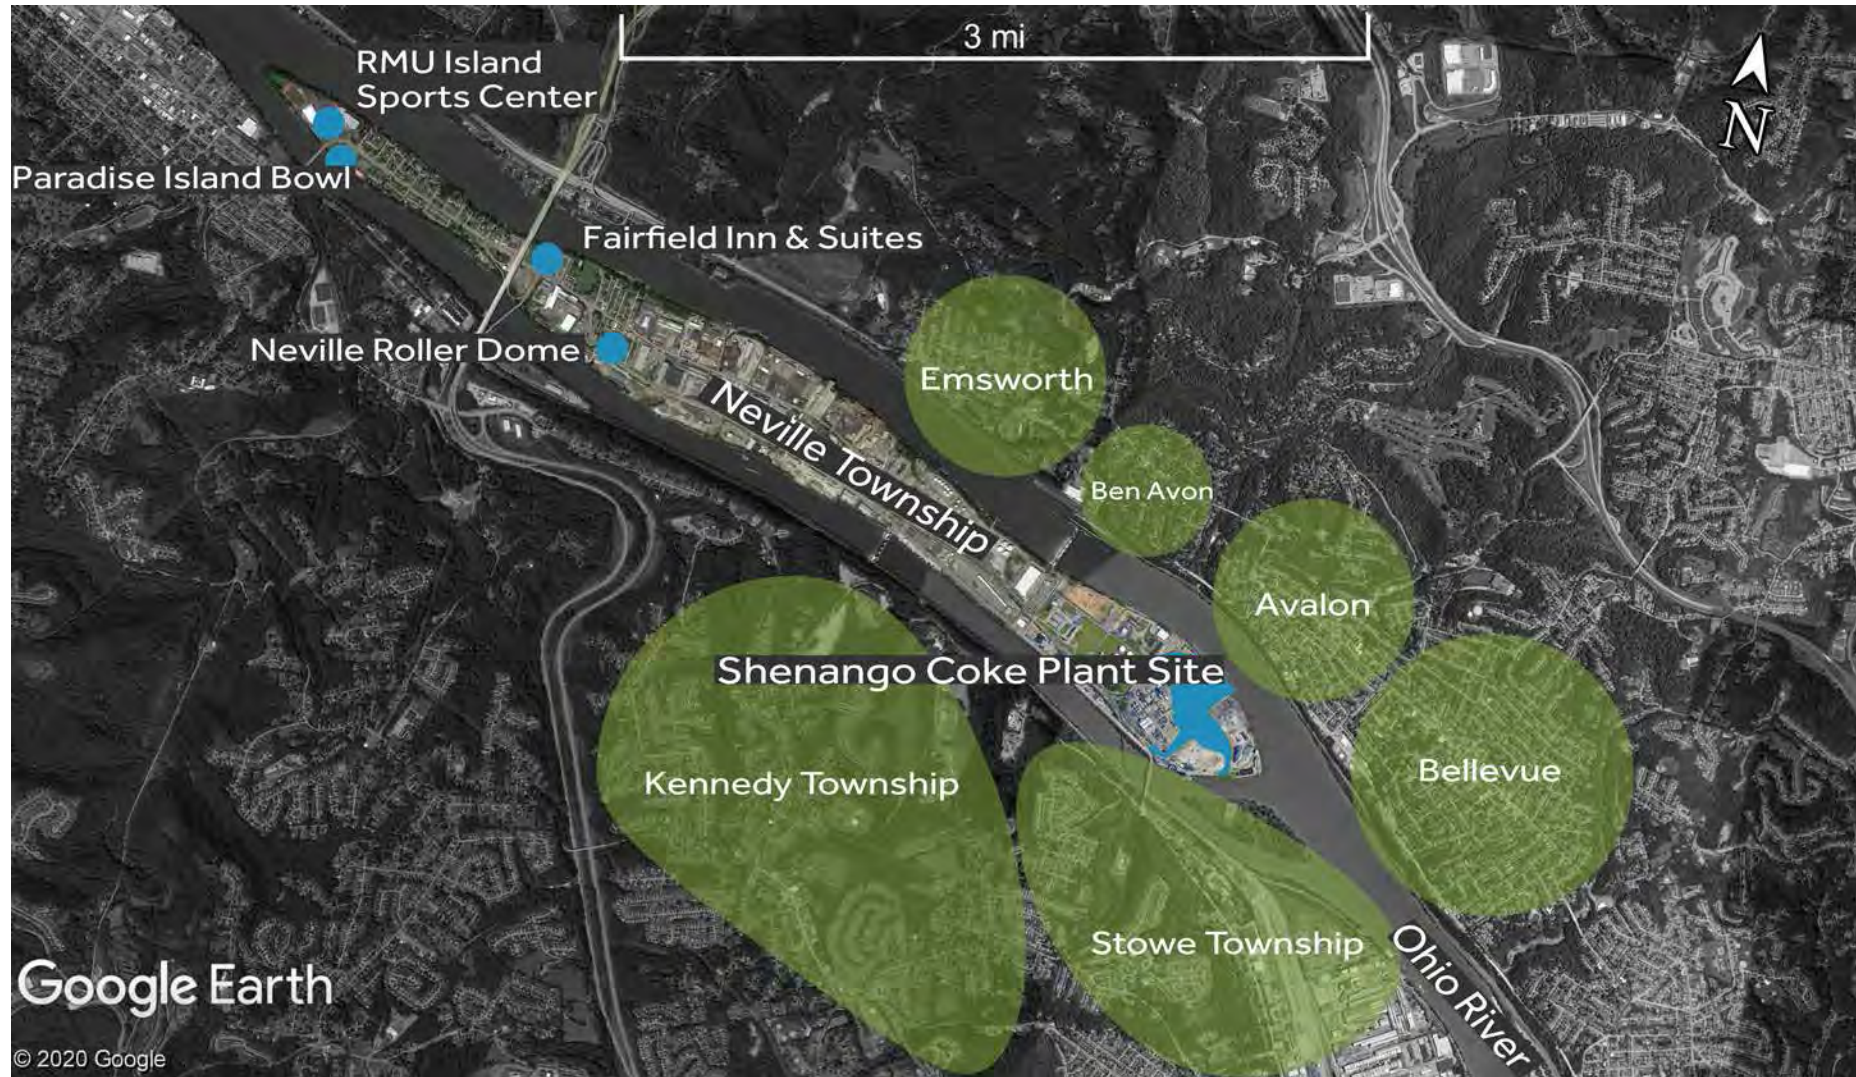 3 mi
RMU Island
Sports Center
N
Paradise Island Bowl
Fairfield Inn & Suites
Neville Roller Dome
Emsworth
Neville Township
Ben Avon
Avalon
Shenango Coke Plant Site
Kennedy Township
Bellevue
Stowe Township
Ohio River
Google Earth
© 2020 Google